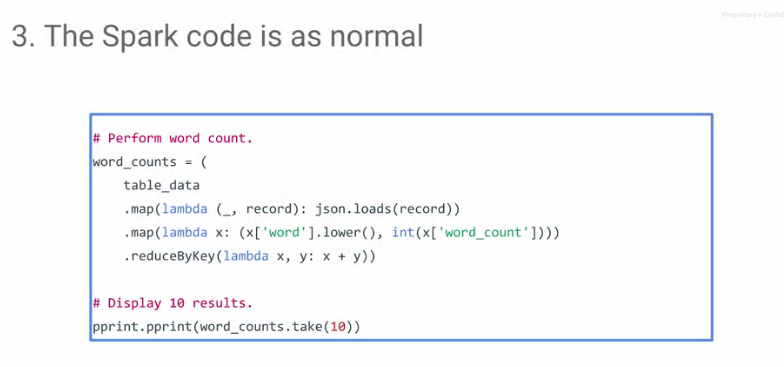 Proprietary + Confid
3. The Spark code is as normal
# Perform word count.
word_counts = (
    table_data
    .map(lambda (_, record): json.loads(record))
    .map(lambda x: (x['word'].lower(), int(x['word_count'])))
    .reduceByKey(lambda x, y: x + y))
# Display 10 results.
pprint.pprint(word_counts.take(10))